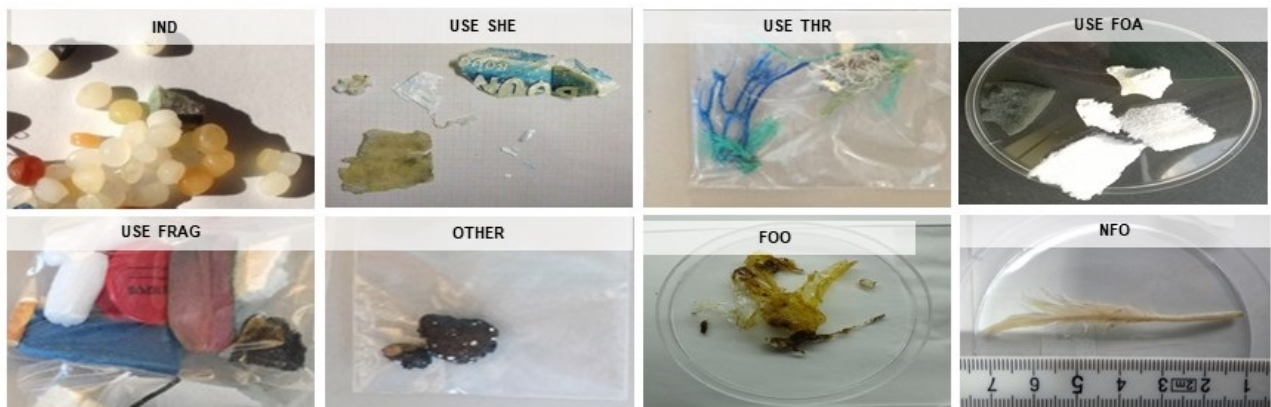 IND
USE SHE
USE THR
USE FOA
USE FRAG
OTHER
FOO
NFO
7 6 5 4 3 2m 2 1